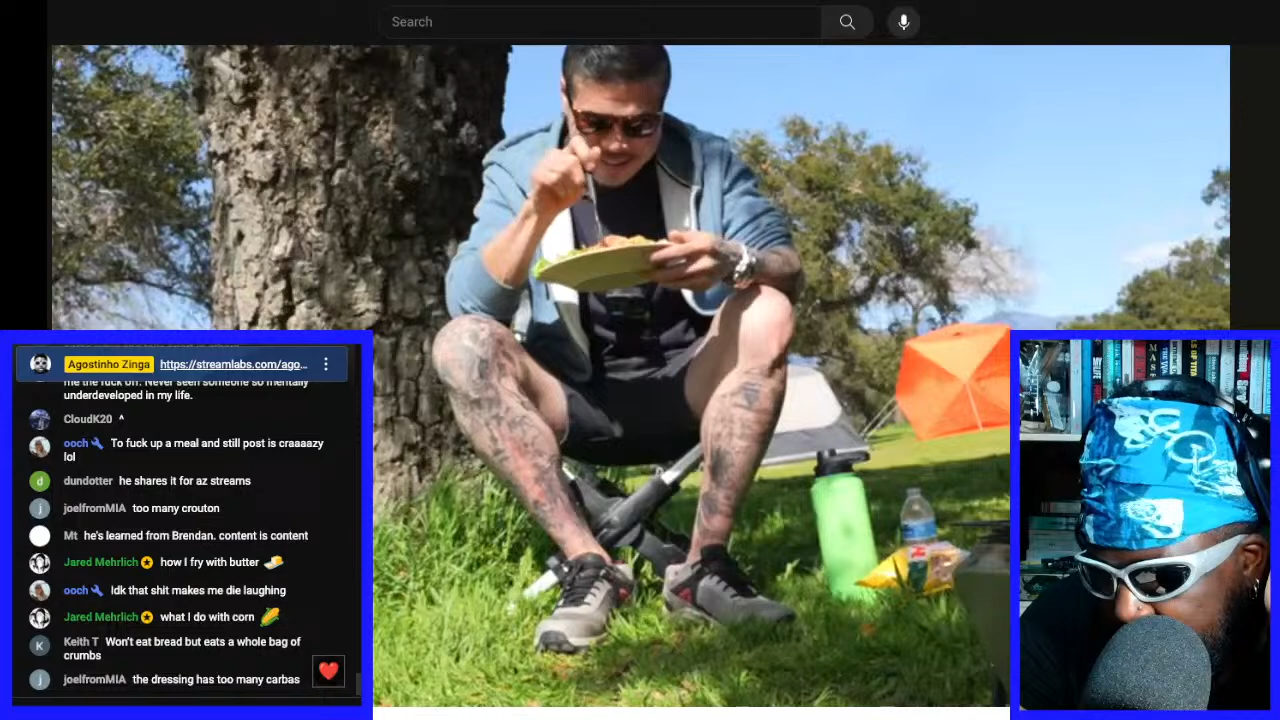 Search
Agostinho Zinga https://streamlabs.com/ago...
me the fuck off. Never seen someone so mentally
underdeveloped in my life.
CloudK20 ^
ooch To fuck up a meal and still post is craaaazy
lol
d dundotter he shares it for az streams
j joelfromMIA too many crouton
Mt he's learned from Brendan. content is content
Jared Mehrlich how I fry with butter
ooch Idk that shit makes me die laughing
Jared Mehrlich what I do with corn
K Keith T Won't eat bread but eats a whole bag of
crumbs
j joelfromMIA the dressing has too many carbas